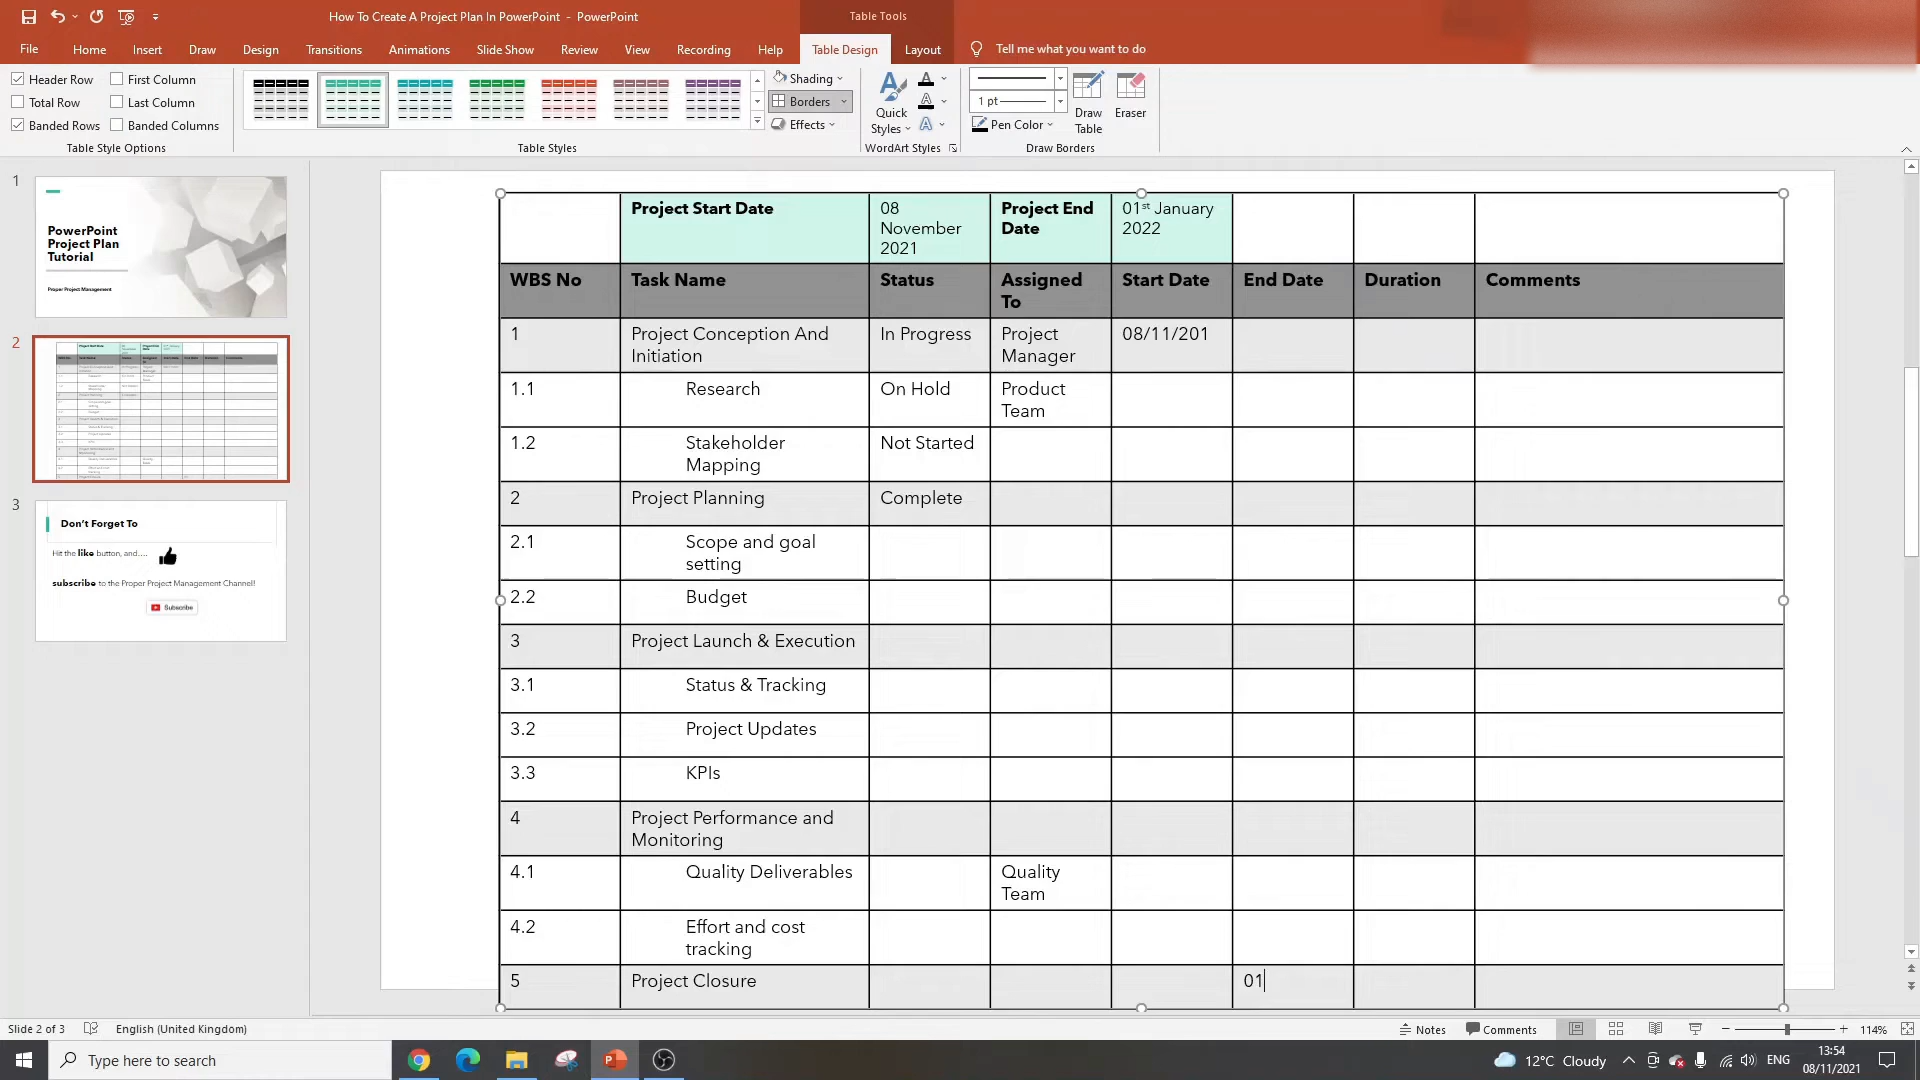 How To Create A Project Plan In PowerPoint - PowerPoint
Table Tools
File Home Insert Draw Design Transitions Animations Slide Show Review View Recording Help Table Design Layout Tell me what you want to do
Header Row First Column
Total Row Last Column
Banded Rows Banded Columns
Table Style Options
Table Styles
Shading
Borders
Effects
Quick
Styles
WordArt Styles
1 pt
Pen Color
Draw
Table
Eraser
Draw Borders
1
PowerPoint
Project Plan
Tutorial
Proper Project Management
2
3
Don't Forget To
Hit the like button, and....
subscribe to the Proper Project Management Channel!
Subscribe
Project Start Date
08
November
2021
Project End
Date
01st January
2022
WBS No Task Name Status Assigned
To Start Date End Date Duration Comments
1 Project Conception And
Initiation In Progress Project
Manager 08/11/201
1.1 Research On Hold Product
Team
1.2 Stakeholder
Mapping Not Started
2 Project Planning Complete
2.1 Scope and goal
setting
2.2 Budget
3 Project Launch & Execution
3.1 Status & Tracking
3.2 Project Updates
3.3 KPIs
4 Project Performance and
Monitoring
4.1 Quality Deliverables Quality
Team
4.2 Effort and cost
tracking
5 Project Closure 01
Slide 2 of 3 English (United Kingdom) Notes Comments 114%
Type here to search
12°C Cloudy ENG
13:54
08/11/2021